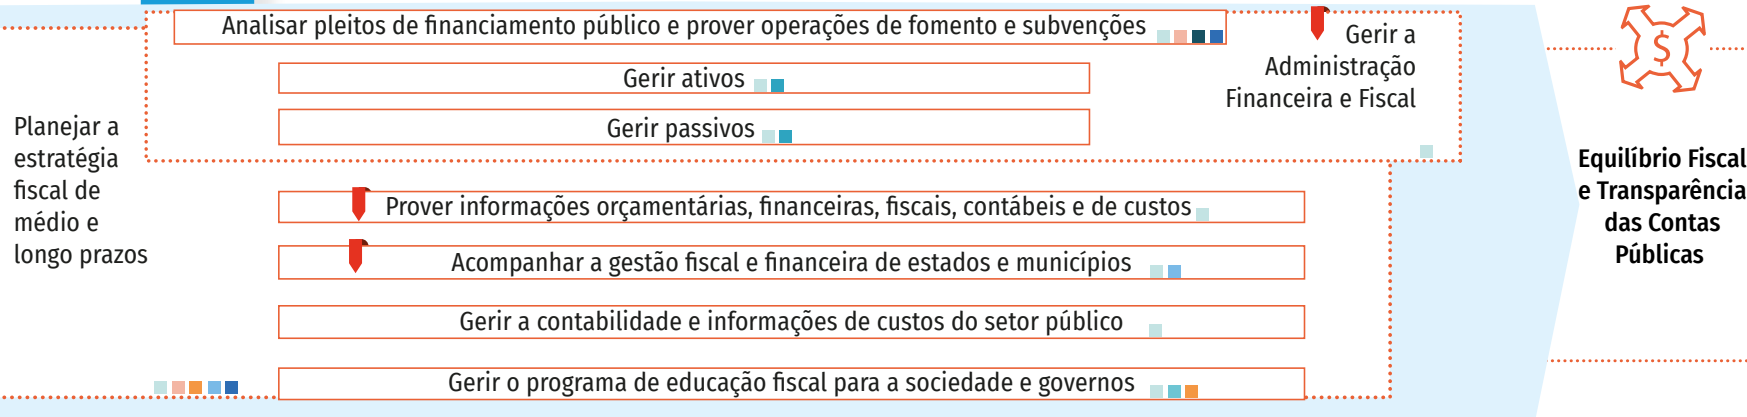 Analisar pleitos de financiamento público e prover operações de fomento e subvenções
Gerir a
Administração
Financeira e Fiscal
Gerir ativos
Gerir passivos
Planejar a
estratégia
fiscal de
médio e
longo prazos
Prover informações orçamentárias, financeiras, fiscais, contábeis e de custos
Acompanhar a gestão fiscal e financeira de estados e municípios
Gerir a contabilidade e informações de custos do setor público
Gerir o programa de educação fiscal para a sociedade e governos
$
Equilíbrio Fiscal
e Transparência
das Contas
Públicas